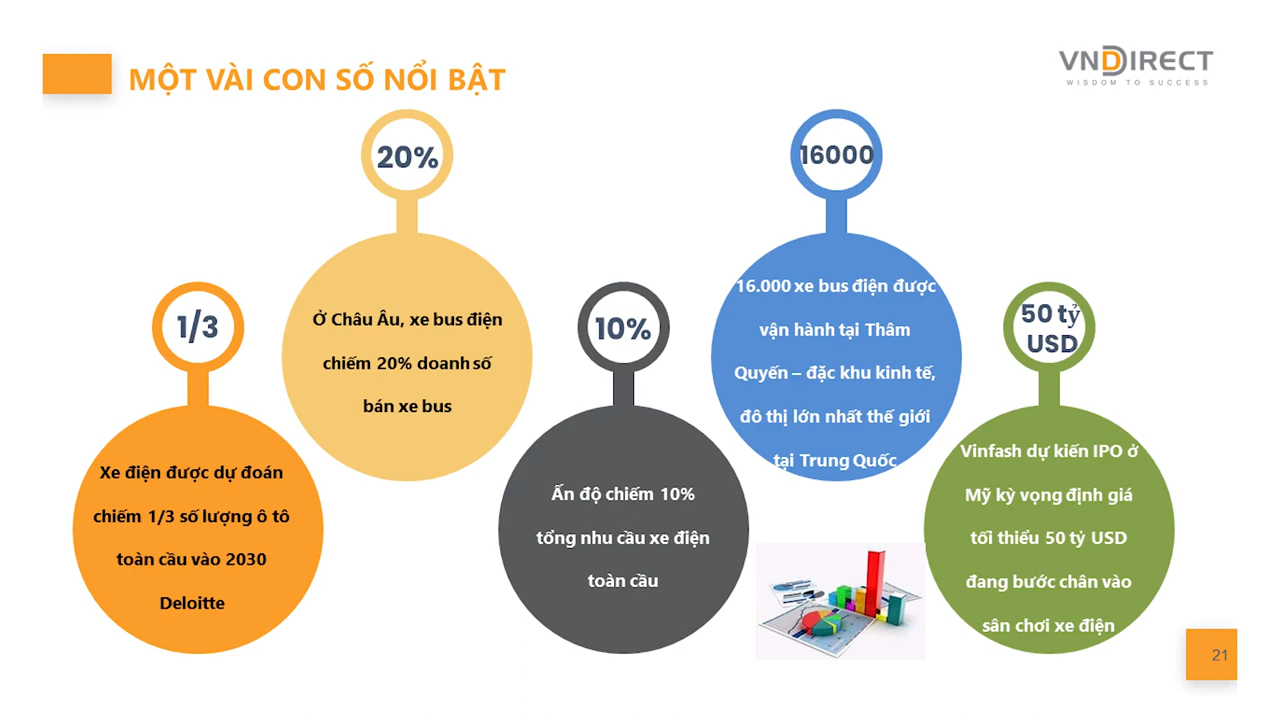 MỘT VÀI CON SỐ NỔI BẬT
VNDIRECT
WISDOM TO SUCCESS
1/3
Xe điện được dự đoán
chiếm 1/3 số lượng ô tô
toàn cầu vào 2030
Deloitte
20%
Ở Châu Âu, xe bus điện
chiếm 20% doanh số
bán xe bus
10%
Ấn độ chiếm 10%
tổng nhu cầu xe điện
toàn cầu
16000
16.000 xe bus điện được
vận hành tại Thâm
Quyến – đặc khu kinh tế,
đô thị lớn nhất thế giới
tại Trung Quốc
50 tỷ
USD
Vinfash dự kiến IPO ở
Mỹ kỳ vọng định giá
tối thiểu 50 tỷ USD
đang bước chân vào
sân chơi xe điện
21